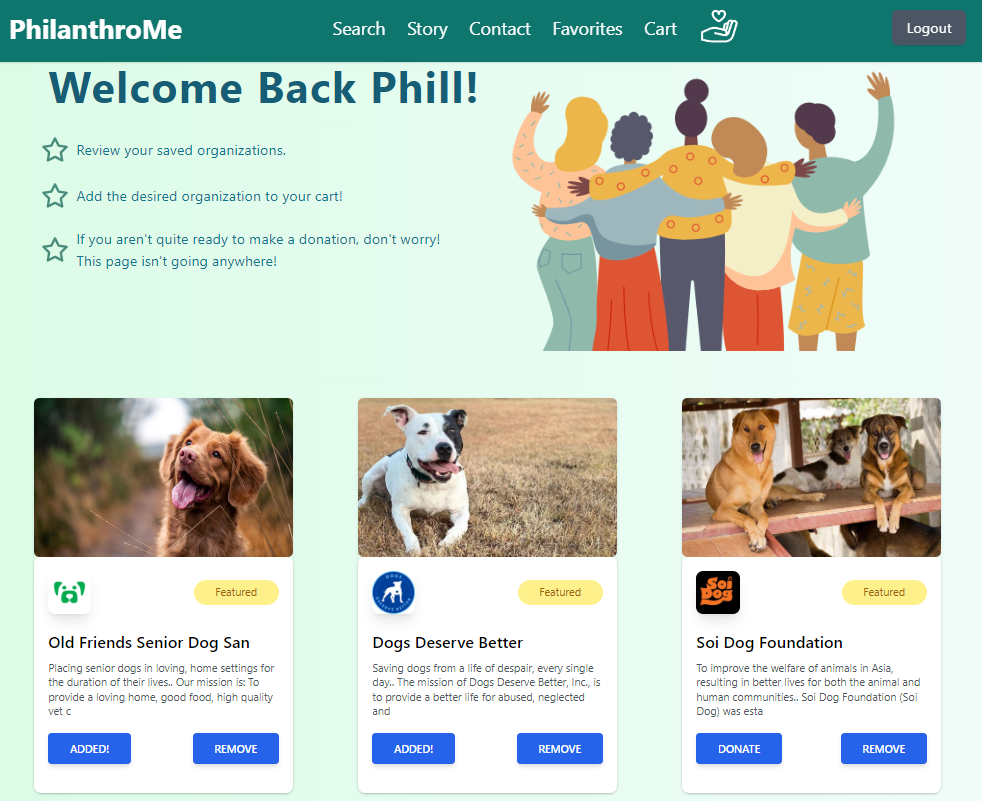 PhilanthroMe
Search Story Contact Favorites Cart
Logout
Welcome Back Phill!
Review your saved organizations.
Add the desired organization to your cart!
If you aren't quite ready to make a donation, don't worry!
This page isn't going anywhere!
Featured
Old Friends Senior Dog San
Placing senior dogs in loving, home settings for
the duration of their lives.. Our mission is: To
provide a loving home, good food, high quality
vet c
ADDED! REMOVE
DOGS
DESERVE BETTER
Featured
Dogs Deserve Better
Saving dogs from a life of despair, every single
day.. The mission of Dogs Deserve Better, Inc., is
to provide a better life for abused, neglected
and
ADDED! REMOVE
Soi
Dog
Featured
Soi Dog Foundation
To improve the welfare of animals in Asia,
resulting in better lives for both the animal and
human communities.. Soi Dog Foundation (Soi
Dog) was esta
DONATE REMOVE